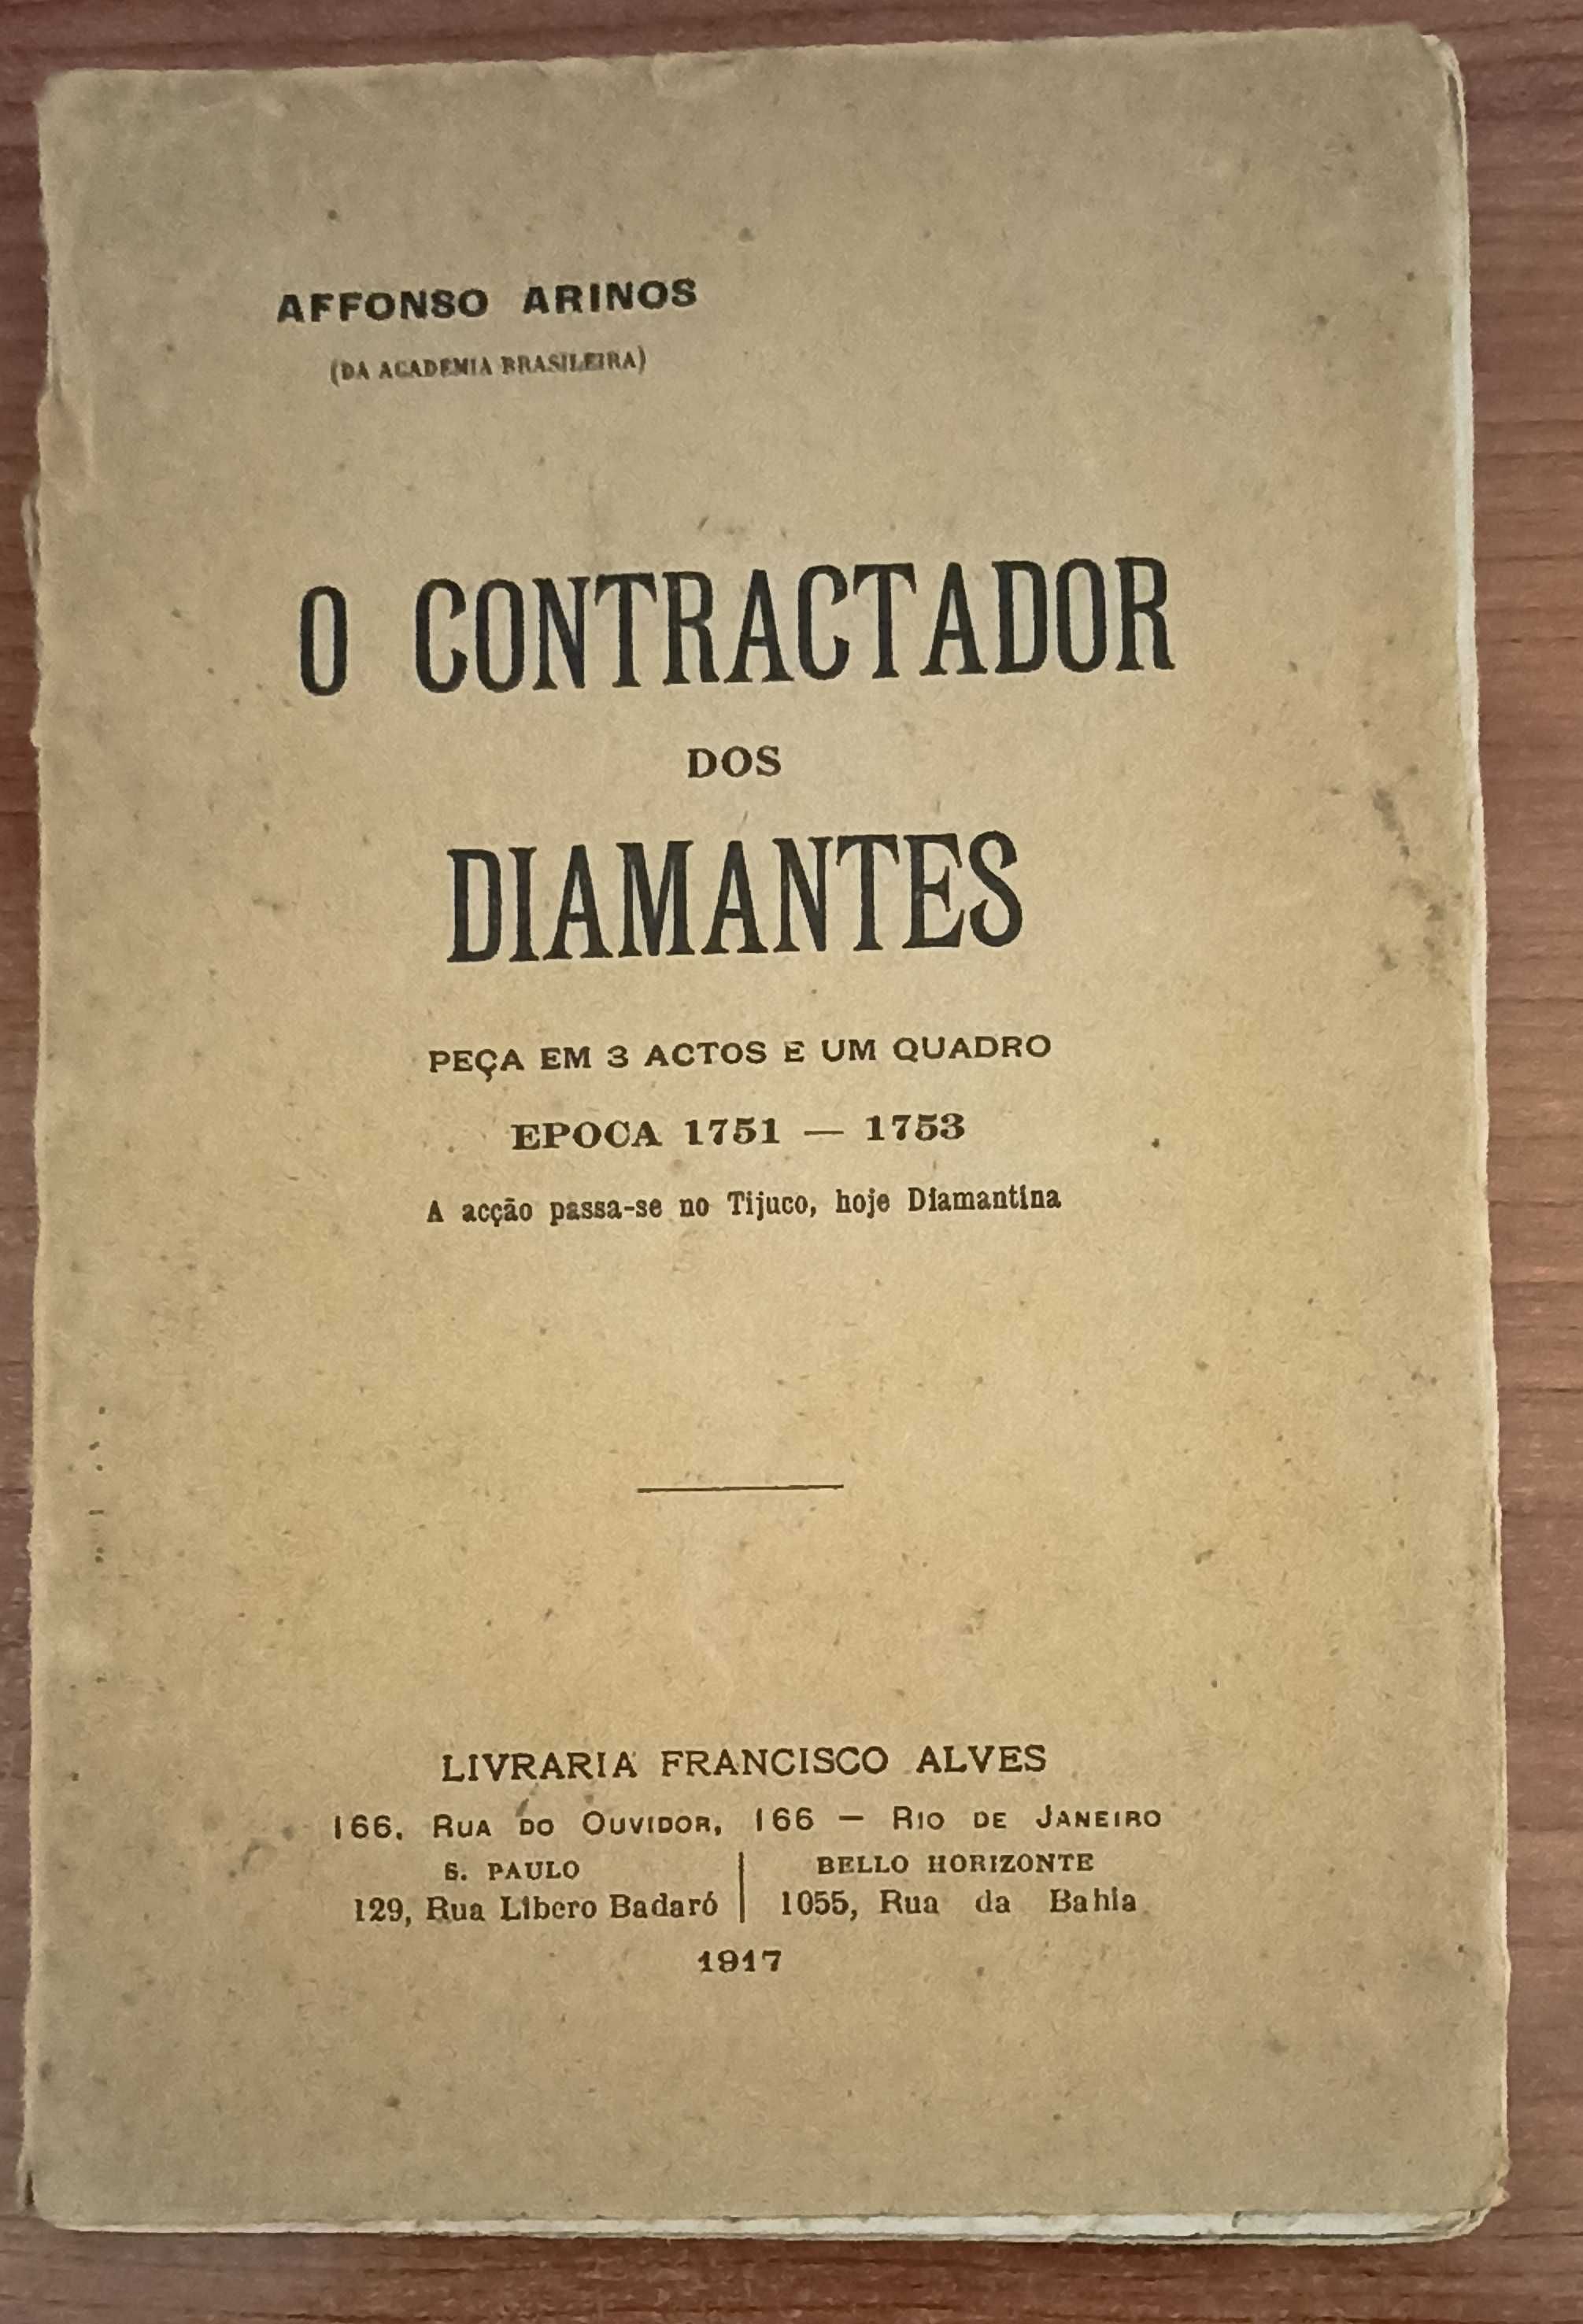 AFFONSO ARINOS
(DA ACADEMIA BRASILEIRA)
O CONTRACTADOR
DOS
DIAMANTES
PEÇA EM 3 ACTOS E UM QUADRO
EPOCA 1751 — 1753
A acção passa-se no Tijuco, hoje Diamantina
LIVRARIA FRANCISCO ALVES
166, RUA DO OUVIDOR, 166 — RIO DE JANEIRO
S. PAULO
129, Rua Libero Badaró
BELLO HORIZONTE
1055, Rua da Bahia
1917